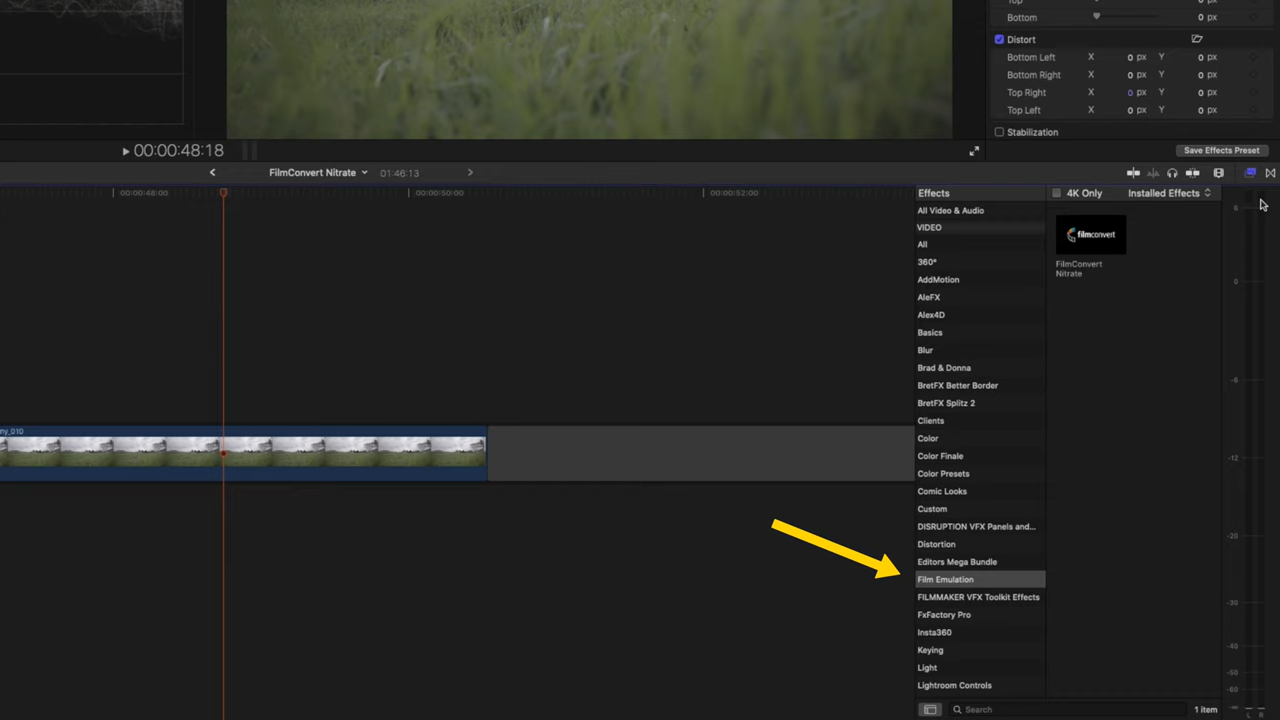 Top
Bottom 0 px
Distort
Bottom Left X 0 px Y 0 px
Bottom Right X 0 px Y 0 px
Top Right X 0 px Y 0 px
Top Left X 0 px Y 0 px
Stabilization
00:00:48:18
Save Effects Preset
FilmConvert Nitrate 01:46:13
00:00:48:00 00:00:50:00 00:00:52:00
Effects 4K Only Installed Effects
All Video & Audio
VIDEO
All
360°
AddMotion
AleFX
Alex4D
Basics
Blur
Brad & Donna
BretFX Better Border
BretFX Splitz 2
Clients
Color
Color Finale
Color Presets
Comic Looks
Custom
DISRUPTION VFX Panels and...
Distortion
Editors Mega Bundle
Film Emulation
FILMMAKER VFX Toolkit Effects
FxFactory Pro
Insta360
Keying
Light
Lightroom Controls
filmconvert
FilmConvert
Nitrate
ny_010
6
0
-6
-12
-20
-30
-40
-50
-60
-∞
L R
Search 1 item